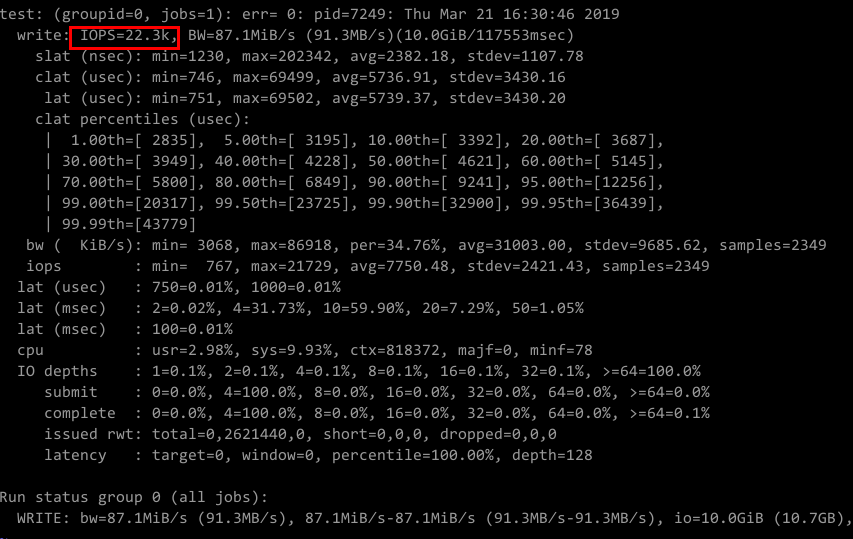 test: (groupid=0, jobs=1): err= 0: pid=7249: Thu Mar 21 16:30:46 2019
write: IOPS=22.3k, BW=87.1MiB/s (91.3MB/s)(10.0GiB/117553msec)
slat (nsec): min=1230, max=202342, avg=2382.18, stdev=1107.78
clat (usec): min=746, max=69499, avg=5736.91, stdev=3430.16
lat (usec): min=751, max=69502, avg=5739.37, stdev=3430.20
clat percentiles (usec):
| 1.00th=[ 2835], 5.00th=[ 3195], 10.00th=[ 3392], 20.00th=[ 3687],
| 30.00th=[ 3949], 40.00th=[ 4228], 50.00th=[ 4621], 60.00th=[ 5145],
| 70.00th=[ 5800], 80.00th=[ 6849], 90.00th=[ 9241], 95.00th=[12256],
| 99.00th=[20317], 99.50th=[23725], 99.90th=[32900], 99.95th=[36439],
| 99.99th=[43779]
bw ( KiB/s): min= 3068, max=86918, per=34.76%, avg=31003.00, stdev=9685.62, samples=2349
iops : min= 767, max=21729, avg=7750.48, stdev=2421.43, samples=2349
lat (usec) : 750=0.01%, 1000=0.01%
lat (msec) : 2=0.02%, 4=31.73%, 10=59.90%, 20=7.29%, 50=1.05%
lat (msec) : 100=0.01%
cpu : usr=2.98%, sys=9.93%, ctx=818372, majf=0, minf=78
IO depths : 1=0.1%, 2=0.1%, 4=0.1%, 8=0.1%, 16=0.1%, 32=0.1%, >=64=100.0%
submit : 0=0.0%, 4=100.0%, 8=0.0%, 16=0.0%, 32=0.0%, 64=0.0%, >=64=0.0%
complete : 0=0.0%, 4=100.0%, 8=0.0%, 16=0.0%, 32=0.0%, 64=0.0%, >=64=0.1%
issued rwt: total=0,2621440,0, short=0,0,0, dropped=0,0,0
latency : target=0, window=0, percentile=100.00%, depth=128
Run status group 0 (all jobs):
WRITE: bw=87.1MiB/s (91.3MB/s), 87.1MiB/s-87.1MiB/s (91.3MB/s-91.3MB/s), io=10.0GiB (10.7GB),